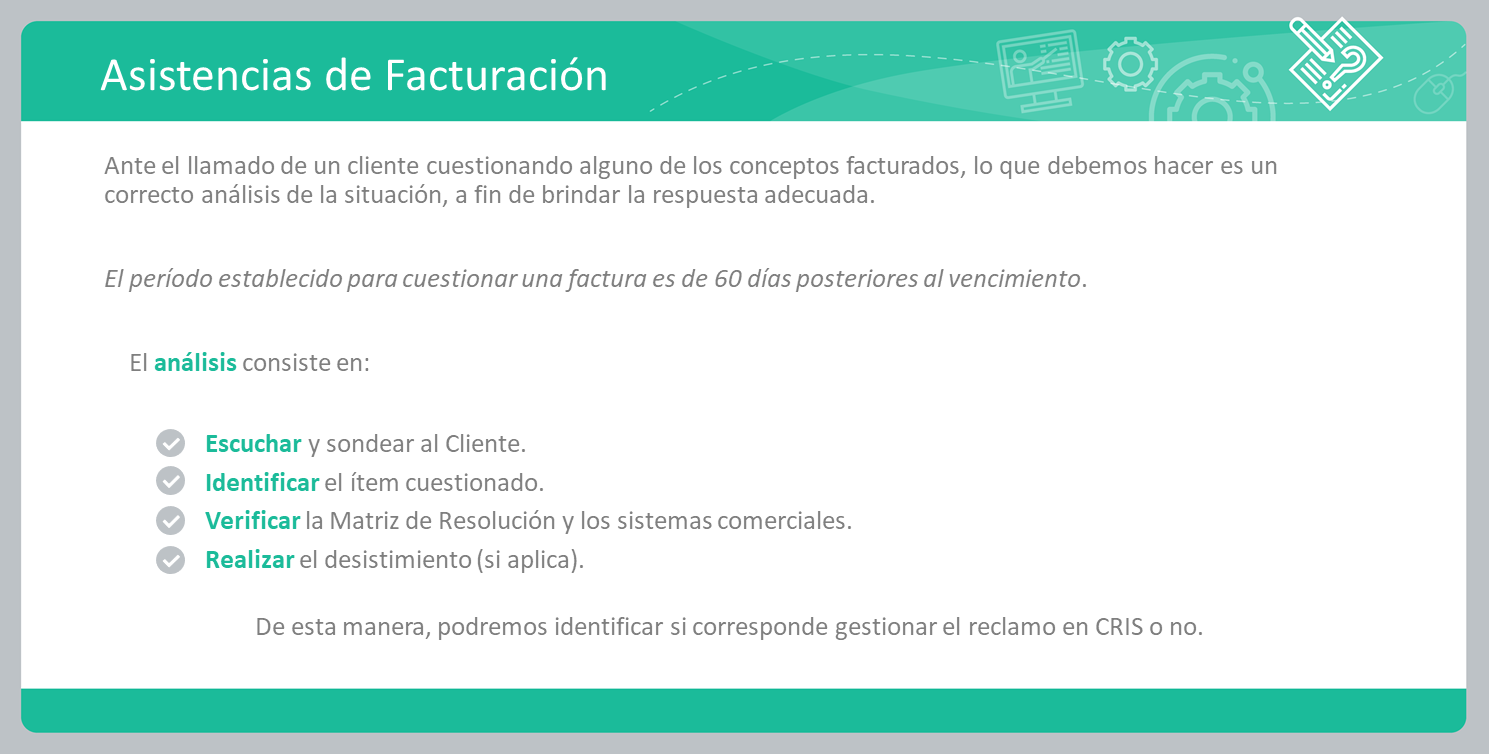 Asistencias de Facturación
Ante el llamado de un cliente cuestionando alguno de los conceptos facturados, lo que debemos hacer es un
correcto análisis de la situación, a fin de brindar la respuesta adecuada.
El período establecido para cuestionar una factura es de 60 días posteriores al vencimiento.
El análisis consiste en:
Escuchar y sondear al Cliente.
Identificar el ítem cuestionado.
Verificar la Matriz de Resolución y los sistemas comerciales.
Realizar el desistimiento (si aplica).
De esta manera, podremos identificar si corresponde gestionar el reclamo en CRIS o no.